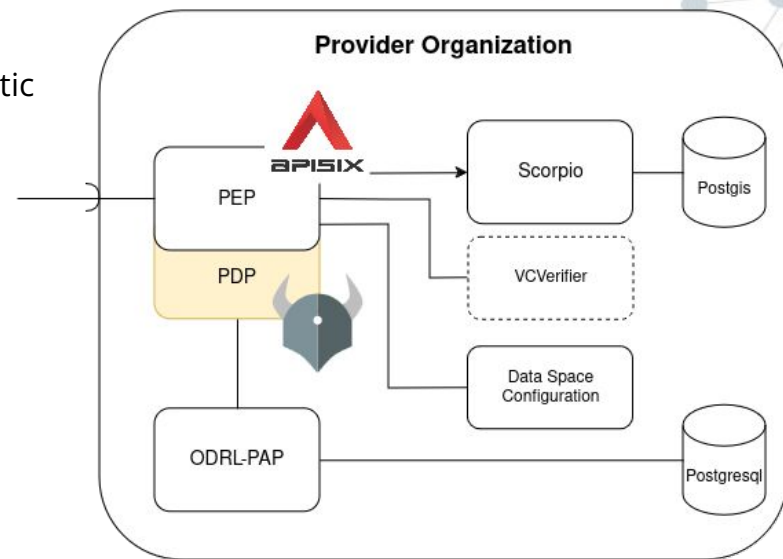 Provider Organization
tic
APISIX
PEP
Scorpio
Postgis
PDP
VCVerifier
Data Space
Configuration
ODRL-PAP
Postgresql